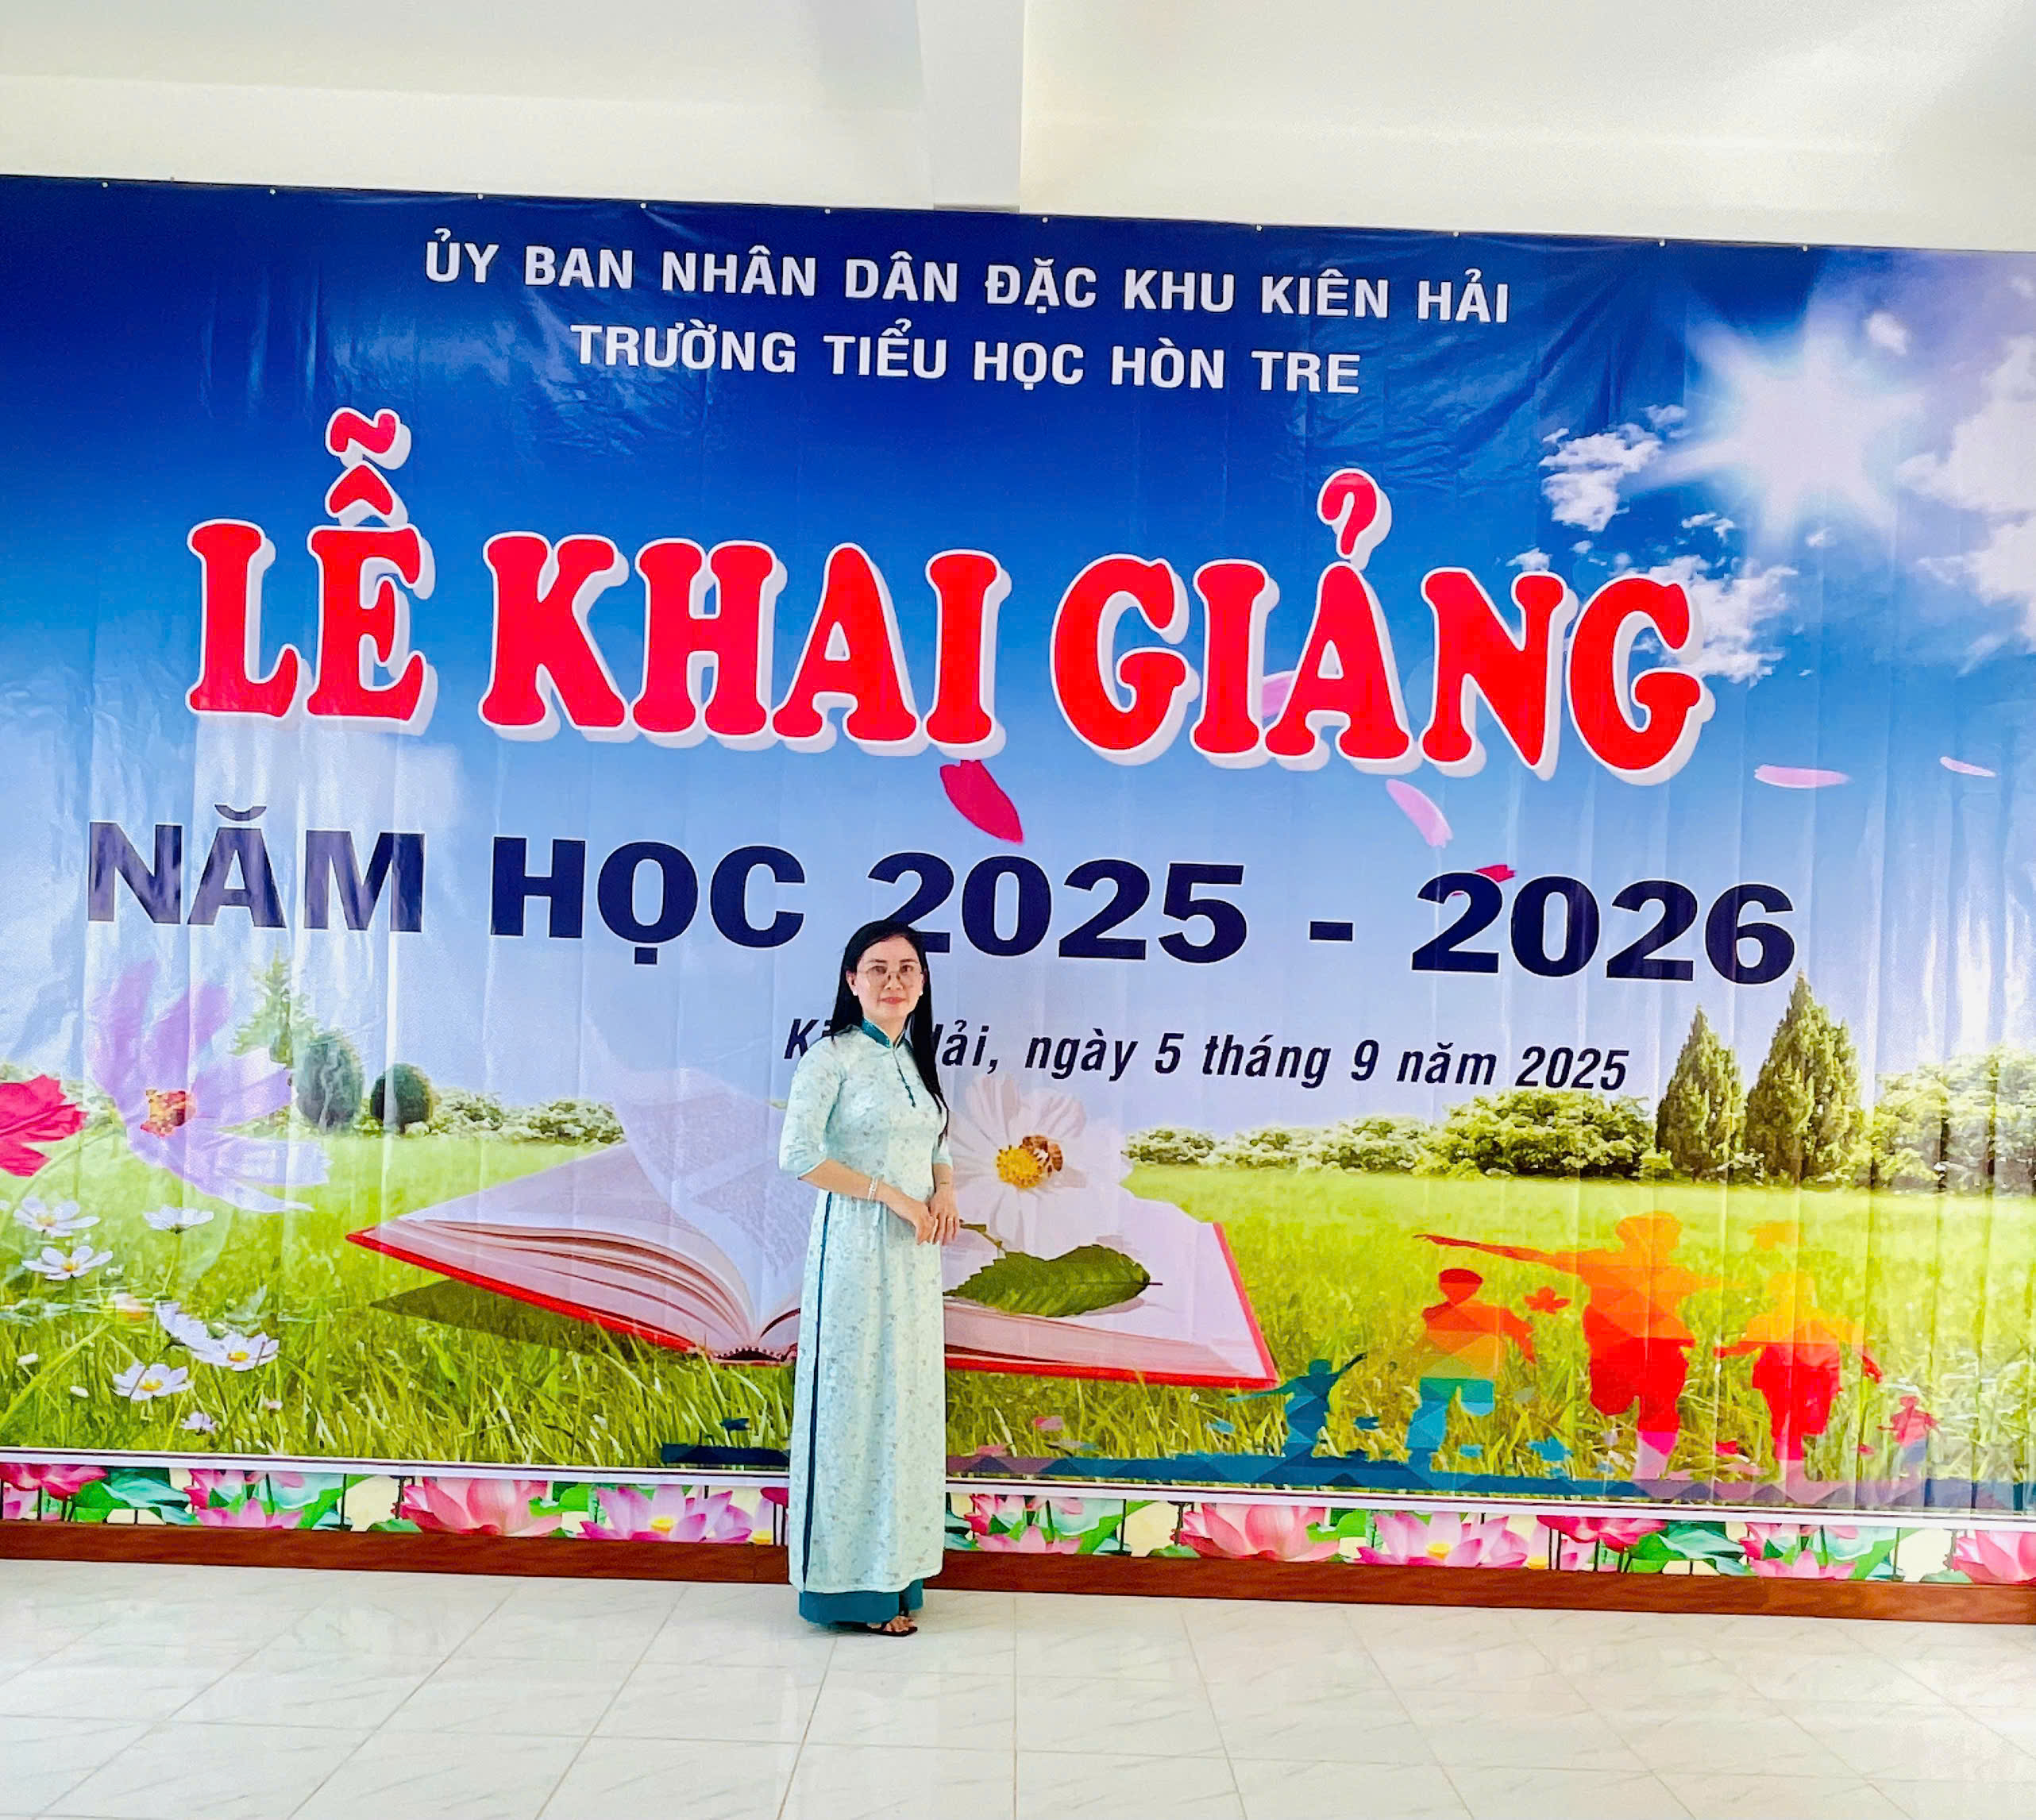 ỦY BAN NHÂN DÂN ĐẶC KHU KIÊN HẢI
TRƯỜNG TIỂU HỌC HÒN TRE
LỄ KHAI GIẢNG
NĂM HỌC 2025 - 2026
ngày 5 tháng 9 năm 2025